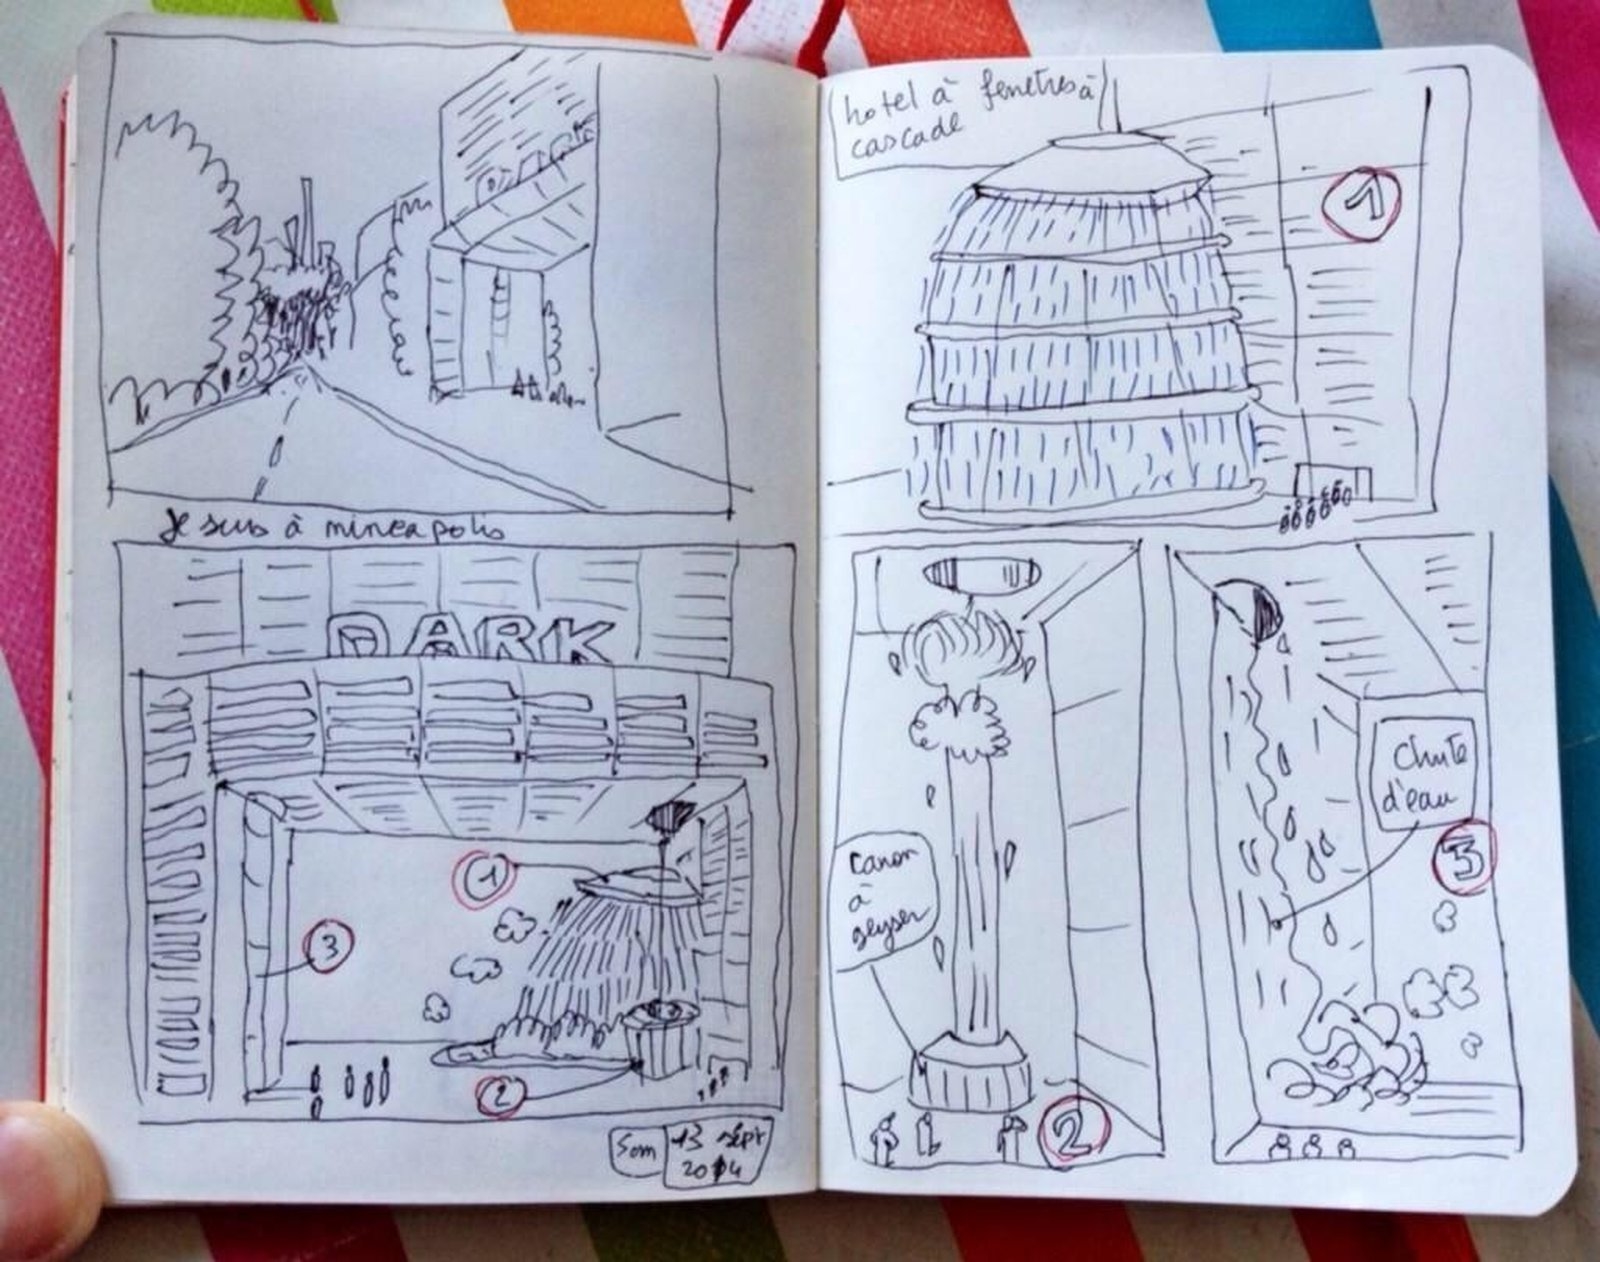 Je suis à mineapolis
DARK
1
3
2
Sam
13 sept
2014
hotel à fenetres à
cascade
1
canon
à
geyser
2
chute
d'eau
3